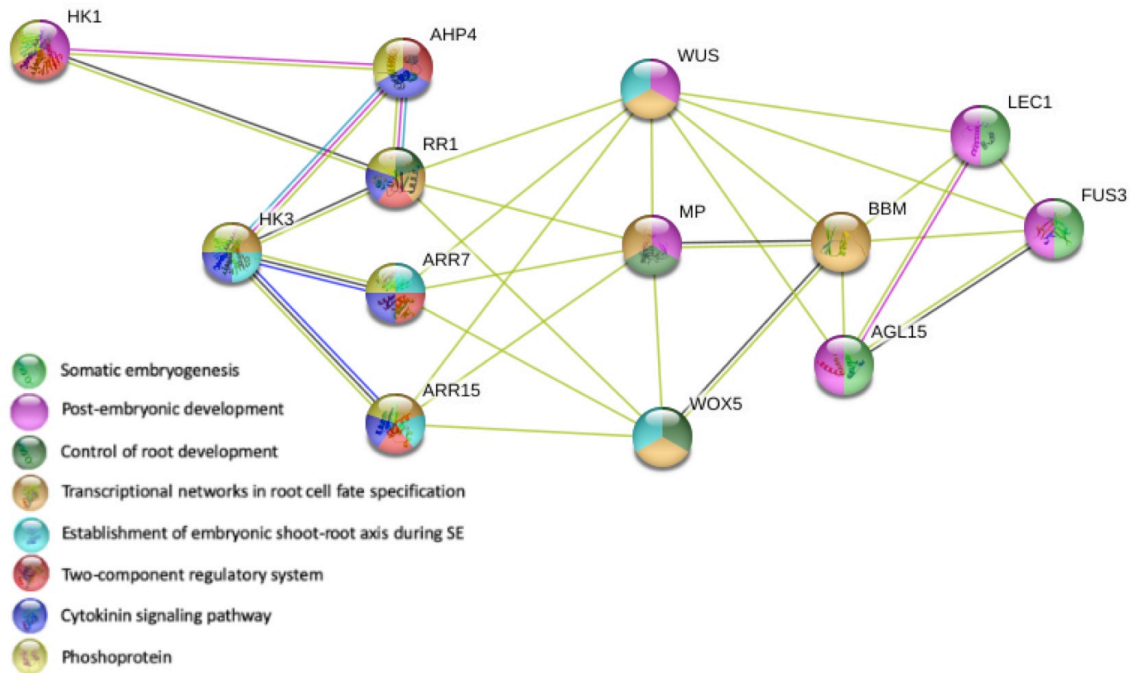 HK1
AHP4
WUS
LEC1
RR1
FUS3
HK3
MP
BBM
ARR7
AGL15
ARR15
WOX5
Somatic embryogenesis
Post-embryonic development
Control of root development
Transcriptional networks in root cell fate specification
Establishment of embryonic shoot-root axis during SE
Two-component regulatory system
Cytokinin signaling pathway
Phoshoprotein